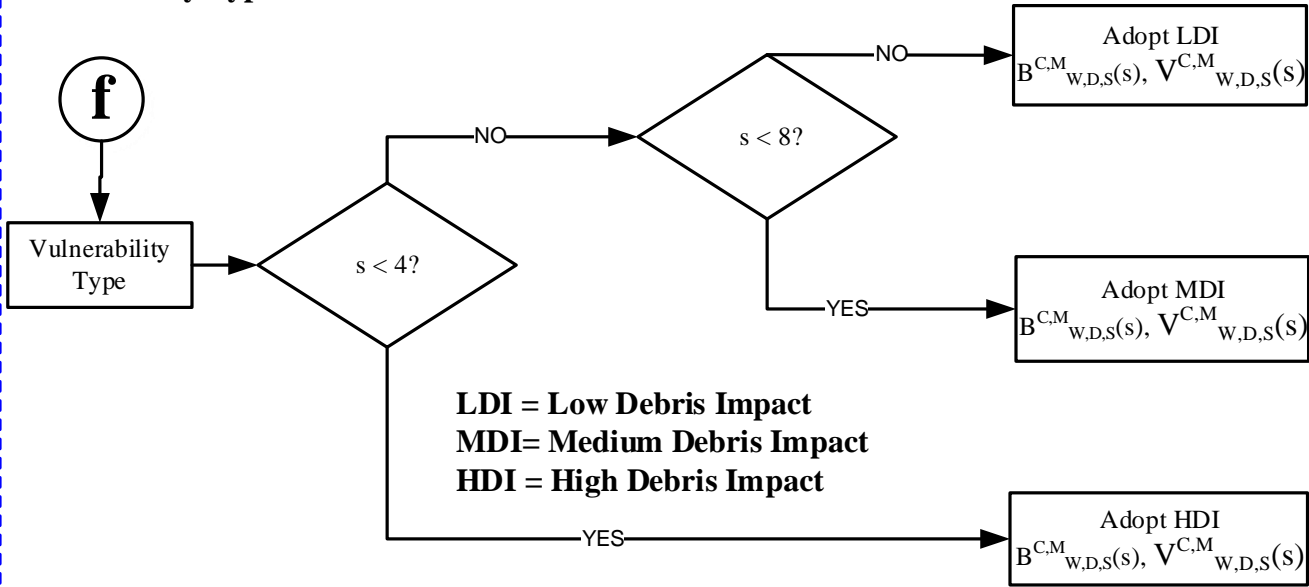 f
Vulnerability
Type
s < 4?
NO
s < 8?
NO
Adopt LDI
B^{C,M}_{W,D,S}(s), V^{C,M}_{W,D,S}(s)
YES
Adopt MDI
B^{C,M}_{W,D,S}(s), V^{C,M}_{W,D,S}(s)
LDI = Low Debris Impact
MDI= Medium Debris Impact
HDI = High Debris Impact
YES
Adopt HDI
B^{C,M}_{W,D,S}(s), V^{C,M}_{W,D,S}(s)